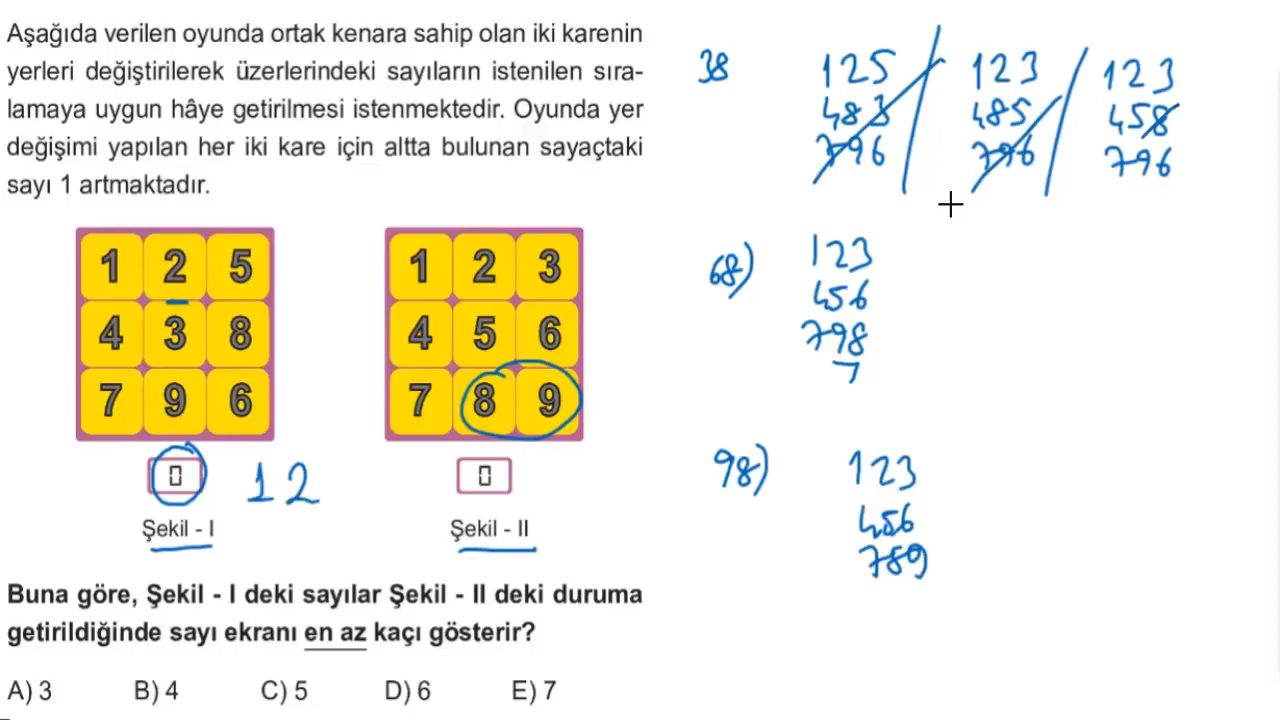 Aşağıda verilen oyunda ortak kenara sahip olan iki karenin
yerleri değiştirilerek üzerlerindeki sayıların istenilen sıra-
lamaya uygun hâye getirilmesi istenmektedir. Oyunda yer
değişimi yapılan her iki kare için altta bulunan sayaçtaki
sayı 1 artmaktadır.
1 2 5
4 3 8
7 9 6
0
12
Şekil - I
1 2 3
4 5 6
7 8 9
0
Şekil - II
Buna göre, Şekil - I deki sayılar Şekil - II deki duruma
getirildiğinde sayı ekranı en az kaçı gösterir?
A) 3 B) 4 C) 5 D) 6 E) 7
38
125
483
796
123
485
796
123
458
796
68)
123
456
798
7
98)
123
456
789